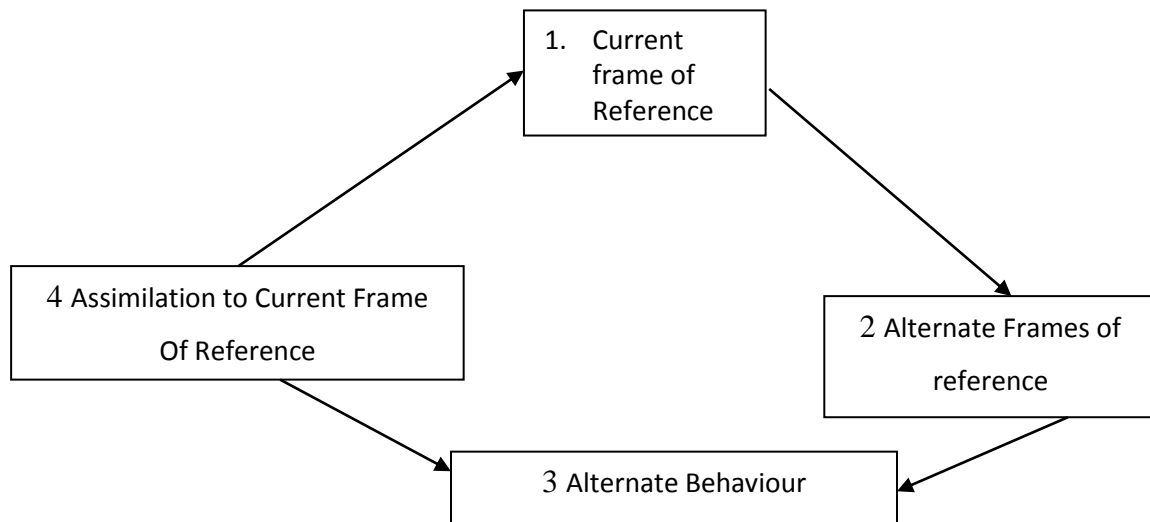 1. Current
frame of
Reference
4 Assimilation to Current Frame
Of Reference
2 Alternate Frames of
reference
3 Alternate Behaviour